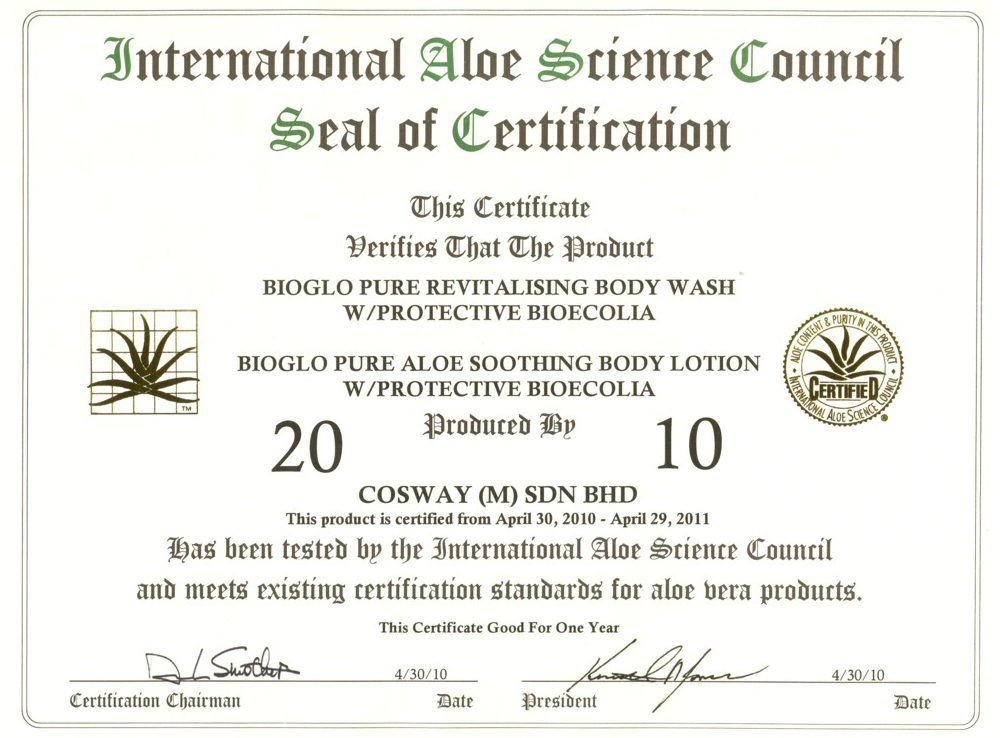 International Aloe Science Council
Seal of Certification
This Certificate
Verifies That The Product
BIOGLO PURE REVITALISING BODY WASH
W/PROTECTIVE BIOECOLIA
BIOGLO PURE ALOE SOOTHING BODY LOTION
W/PROTECTIVE BIOECOLIA
TM
ALOE CONTENT & PURITY IN THIS PRODUCT
CERTIFIED
INTERNATIONAL ALOE SCIENCE COUNCIL
Produced By
20 10
COSWAY (M) SDN BHD
This product is certified from April 30, 2010 - April 29, 2011
Has been tested by the International Aloe Science Council
and meets existing certification standards for aloe vera products.
This Certificate Good For One Year
4/30/10 4/30/10
Certification Chairman Date President Date